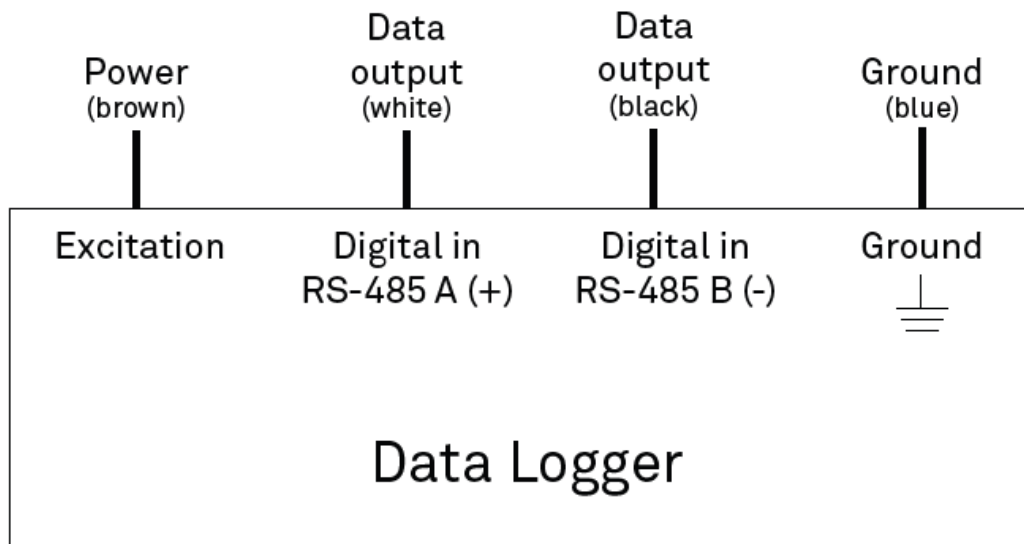 Power
(brown)
Data
output
(white)
Data
output
(black)
Ground
(blue)
Excitation
Digital in
RS-485 A (+)
Digital in
RS-485 B (-)
Ground
Data Logger